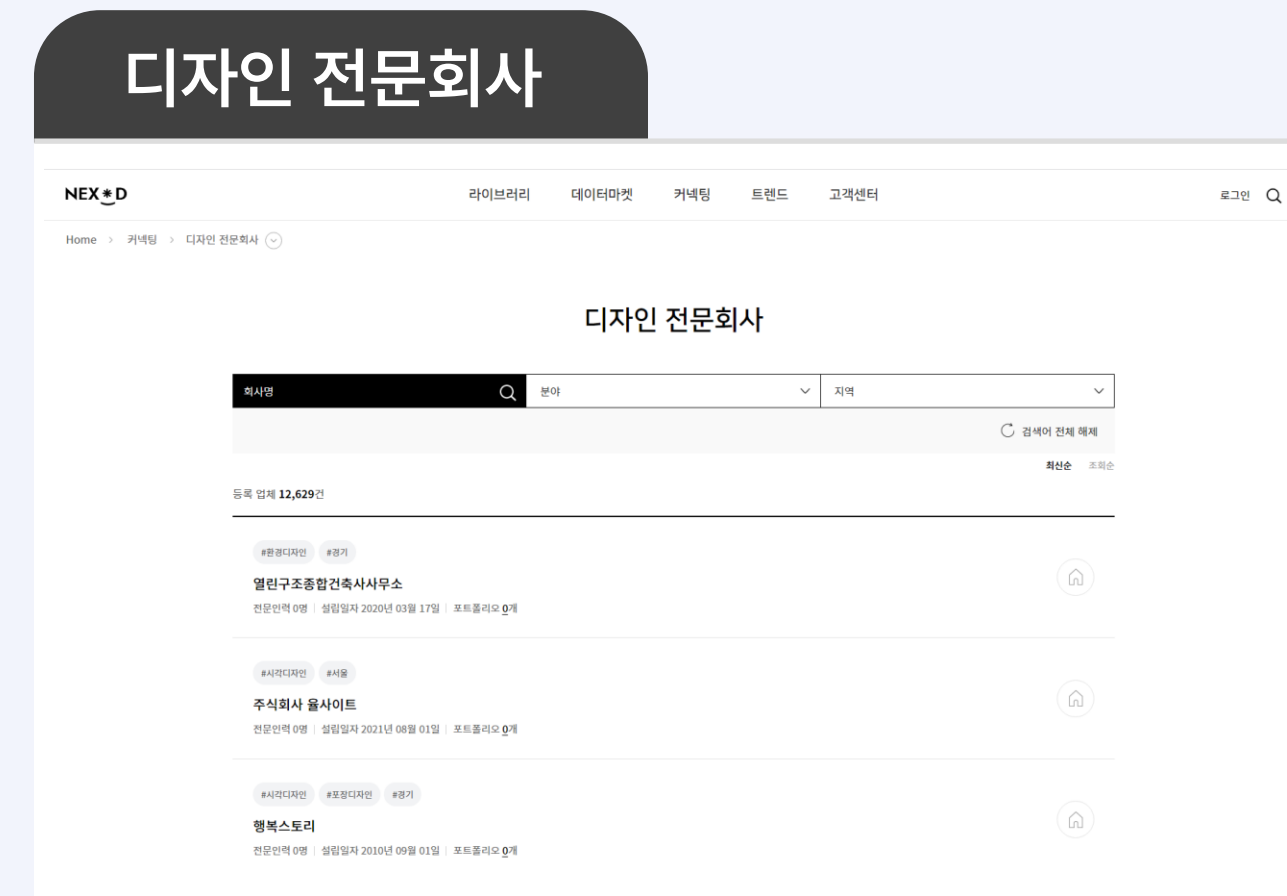 디자인 전문회사
NEX*D 라이브러리 데이터마켓 커넥팅 트렌드 고객센터 로그인
Home > 커넥팅 > 디자인 전문회사
디자인 전문회사
회사명 분야 지역
검색어 전체 해제
최신순 조회순
등록 업체 12,629건
#환경디자인 #경기
열린구조종합건축사사무소
전문인력 0명 | 설립일자 2020년 03월 17일 | 포트폴리오 0개
#시각디자인 #서울
주식회사 율사이트
전문인력 0명 | 설립일자 2021년 08월 01일 | 포트폴리오 0개
#시각디자인 #포장디자인 #경기
행복스토리
전문인력 0명 | 설립일자 2010년 09월 01일 | 포트폴리오 0개